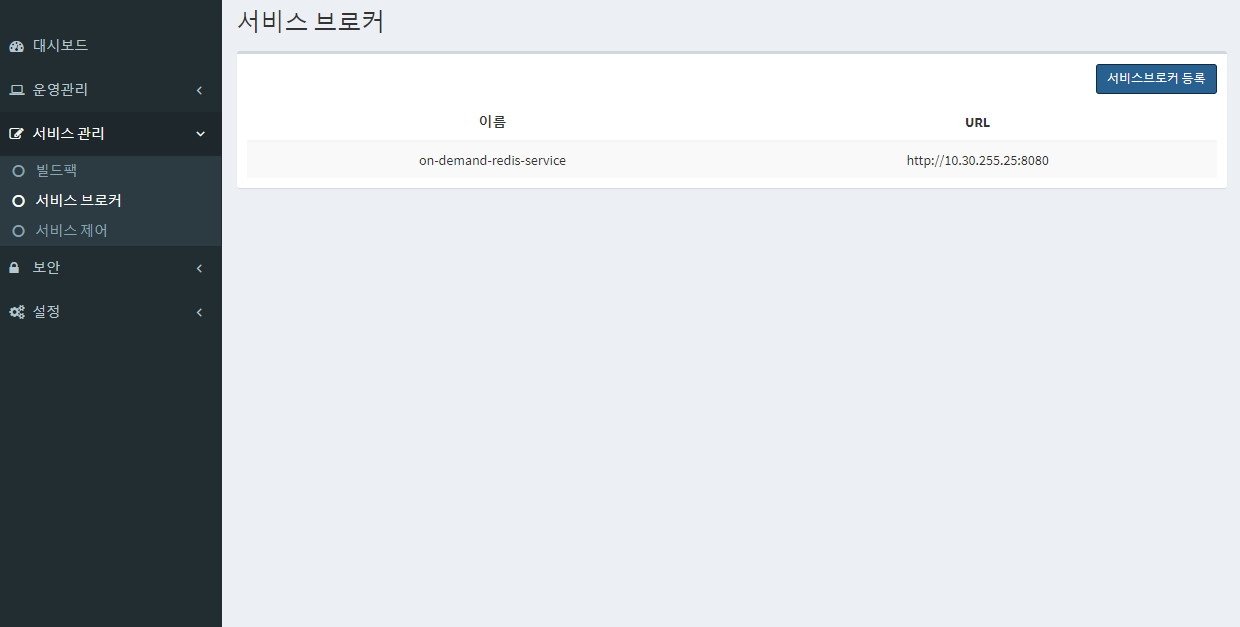 대시보드
운영관리
서비스 관리
빌드팩
서비스 브로커
서비스 제어
보안
설정
서비스 브로커
서비스브로커 등록
이름 URL
on-demand-redis-service http://10.30.255.25:8080